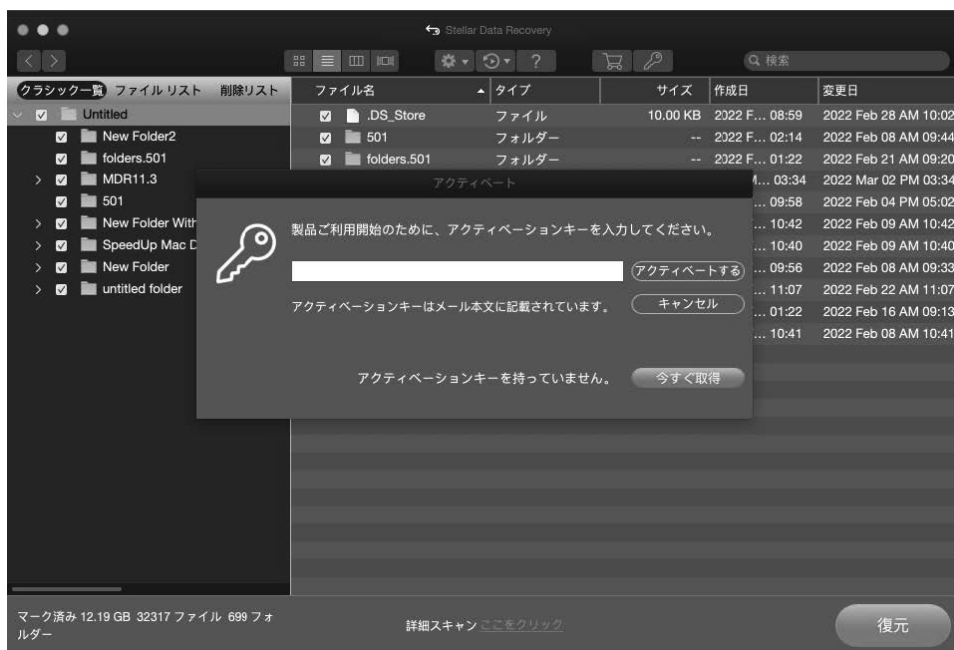 Stellar Data Recovery
検索
クラシック一覧 ファイル リスト 削除リスト
ファイル名 タイプ サイズ 作成日 変更日
Untitled
New Folder2
folders.501
MDR11.3
501
New Folder With
SpeedUp Mac D
New Folder
untitled folder
.DS_Store ファイル 10.00 KB 2022 F... 08:59 2022 Feb 28 AM 10:02
501 フォルダー -- 2022 F... 02:14 2022 Feb 08 AM 09:44
folders.501 フォルダー -- 2022 F... 01:22 2022 Feb 21 AM 09:20
... 03:34 2022 Mar 02 PM 03:34
... 09:58 2022 Feb 04 PM 05:02
... 10:42 2022 Feb 09 AM 10:42
... 10:40 2022 Feb 09 AM 10:40
... 09:56 2022 Feb 08 AM 09:33
... 11:07 2022 Feb 22 AM 11:07
... 01:22 2022 Feb 16 AM 09:13
... 10:41 2022 Feb 08 AM 10:41
アクティベート
製品ご利用開始のために、アクティベーションキーを入力してください。
アクティベートする
アクティベーションキーはメール本文に記載されています。
キャンセル
アクティベーションキーを持っていません。
今すぐ取得
マーク済み 12.19 GB 32317 ファイル 699 フォ
ルダー
詳細スキャン ここをクリック
復元